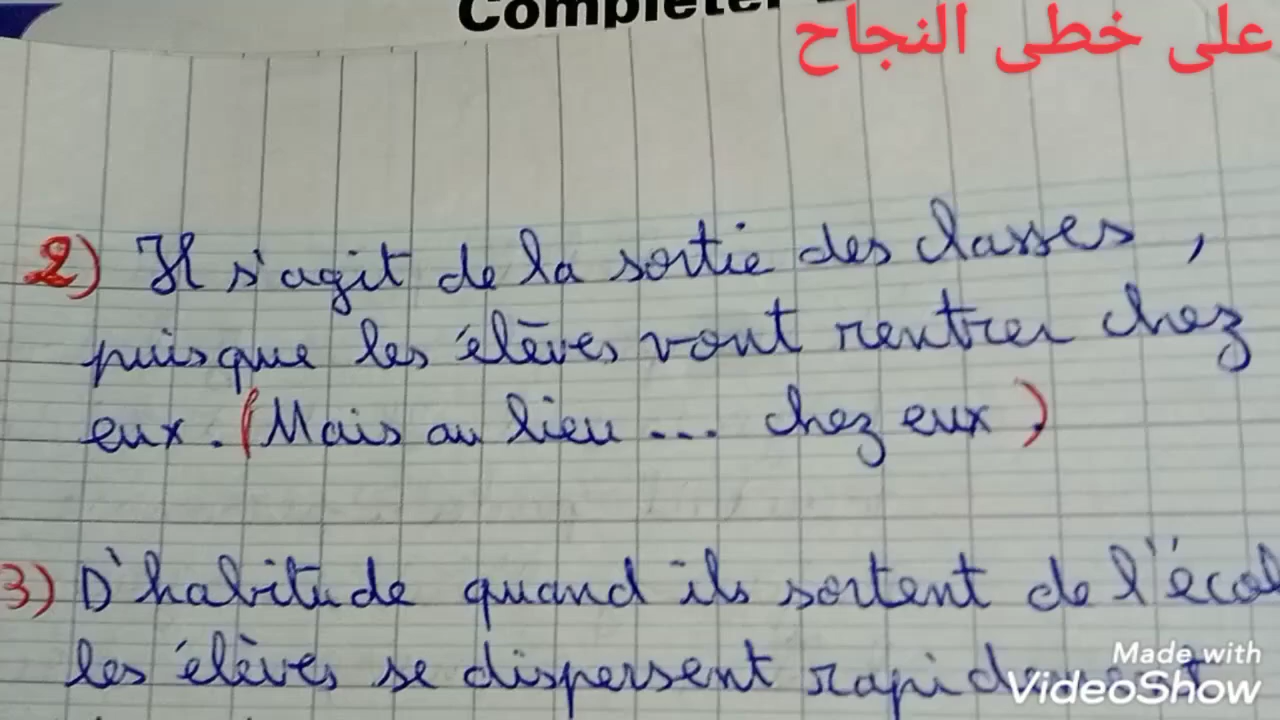 على خطى النجاح
2) Il s'agit de la sortie des classes,
puisque les élèves vont rentrer chez
eux. (Mais au lieu ... chez eux)
3) D'habitude quand ils sortent de l'écol
les élèves se dispersent
Made with
VideoShow